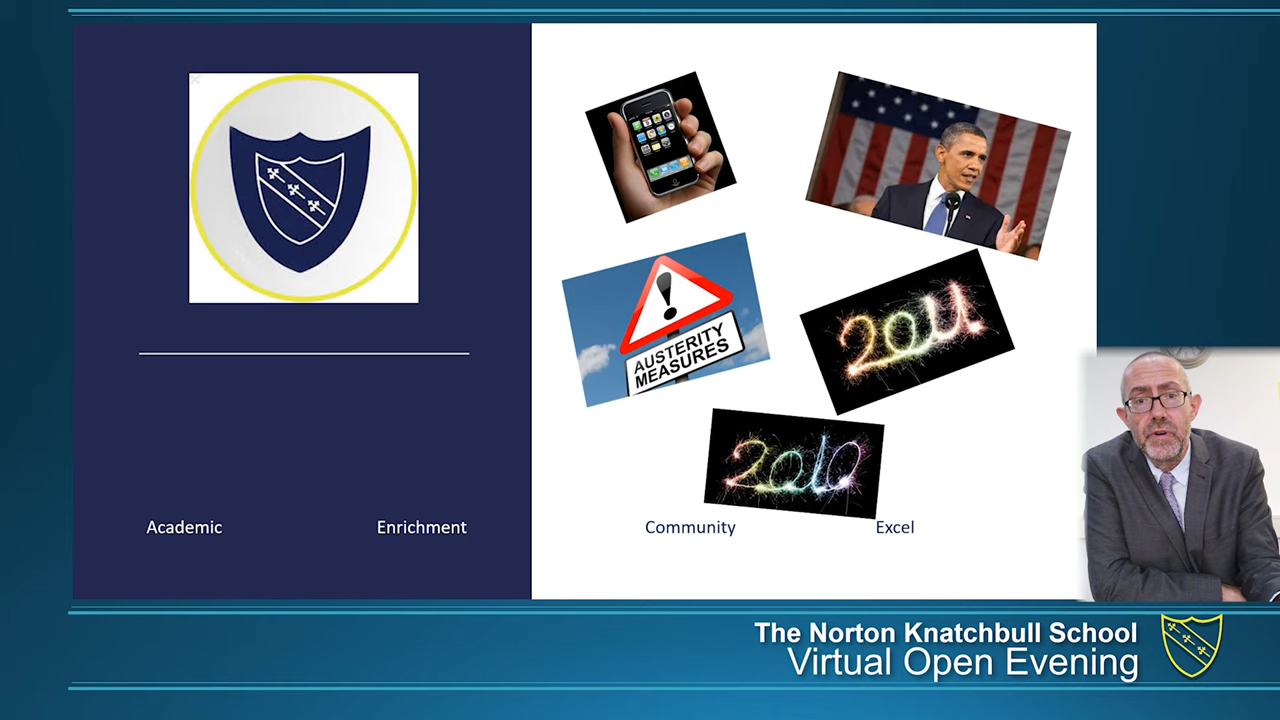 AUSTERITY
MEASURES
2011
2010
Academic
Enrichment
Community
Excel
The Norton Knatchbull School
Virtual Open Evening